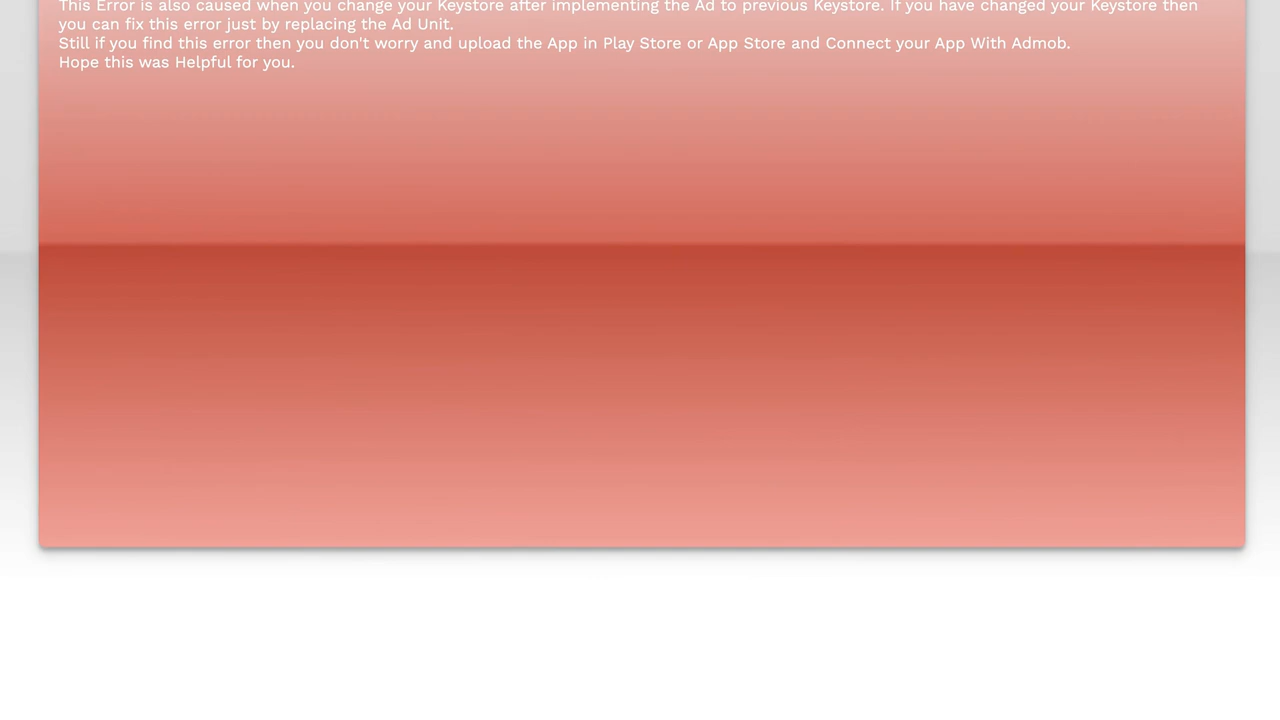 This Error is also caused when you change your Keystore after implementing the Ad to previous Keystore. If you have changed your Keystore then
you can fix this error just by replacing the Ad Unit.
Still if you find this error then you don't worry and upload the App in Play Store or App Store and Connect your App With Admob.
Hope this was Helpful for you.